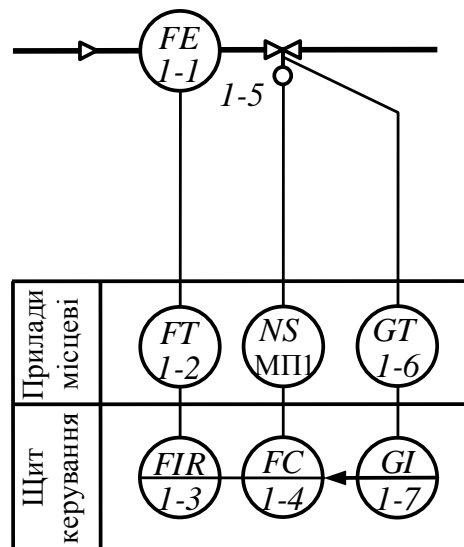 FE
1-1
1-5
Прилади
місцеві
FT
1-2
NS
МП1
GT
1-6
Щит
керування
FIR
1-3
FC
1-4
GI
1-7